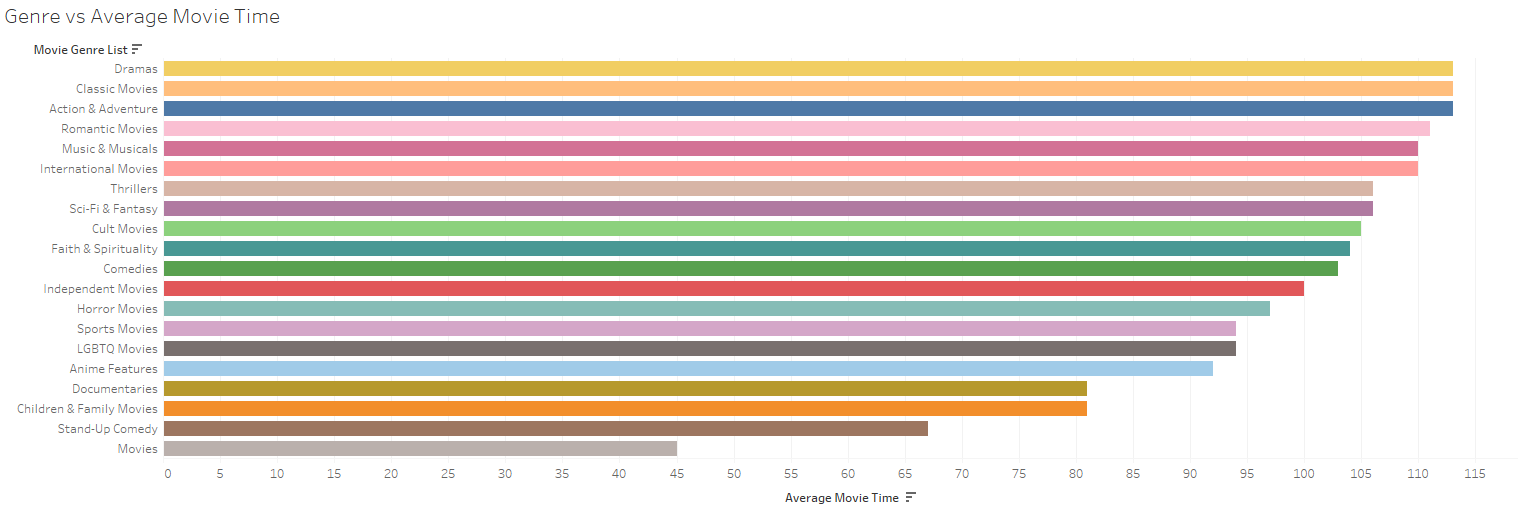 Genre vs Average Movie Time
Movie Genre List
Dramas
Classic Movies
Action & Adventure
Romantic Movies
Music & Musicals
International Movies
Thrillers
Sci-Fi & Fantasy
Cult Movies
Faith & Spirituality
Comedies
Independent Movies
Horror Movies
Sports Movies
LGBTQ Movies
Anime Features
Documentaries
Children & Family Movies
Stand-Up Comedy
Movies
0 5 10 15 20 25 30 35 40 45 50 55 60 65 70 75 80 85 90 95 100 105 110 115
Average Movie Time